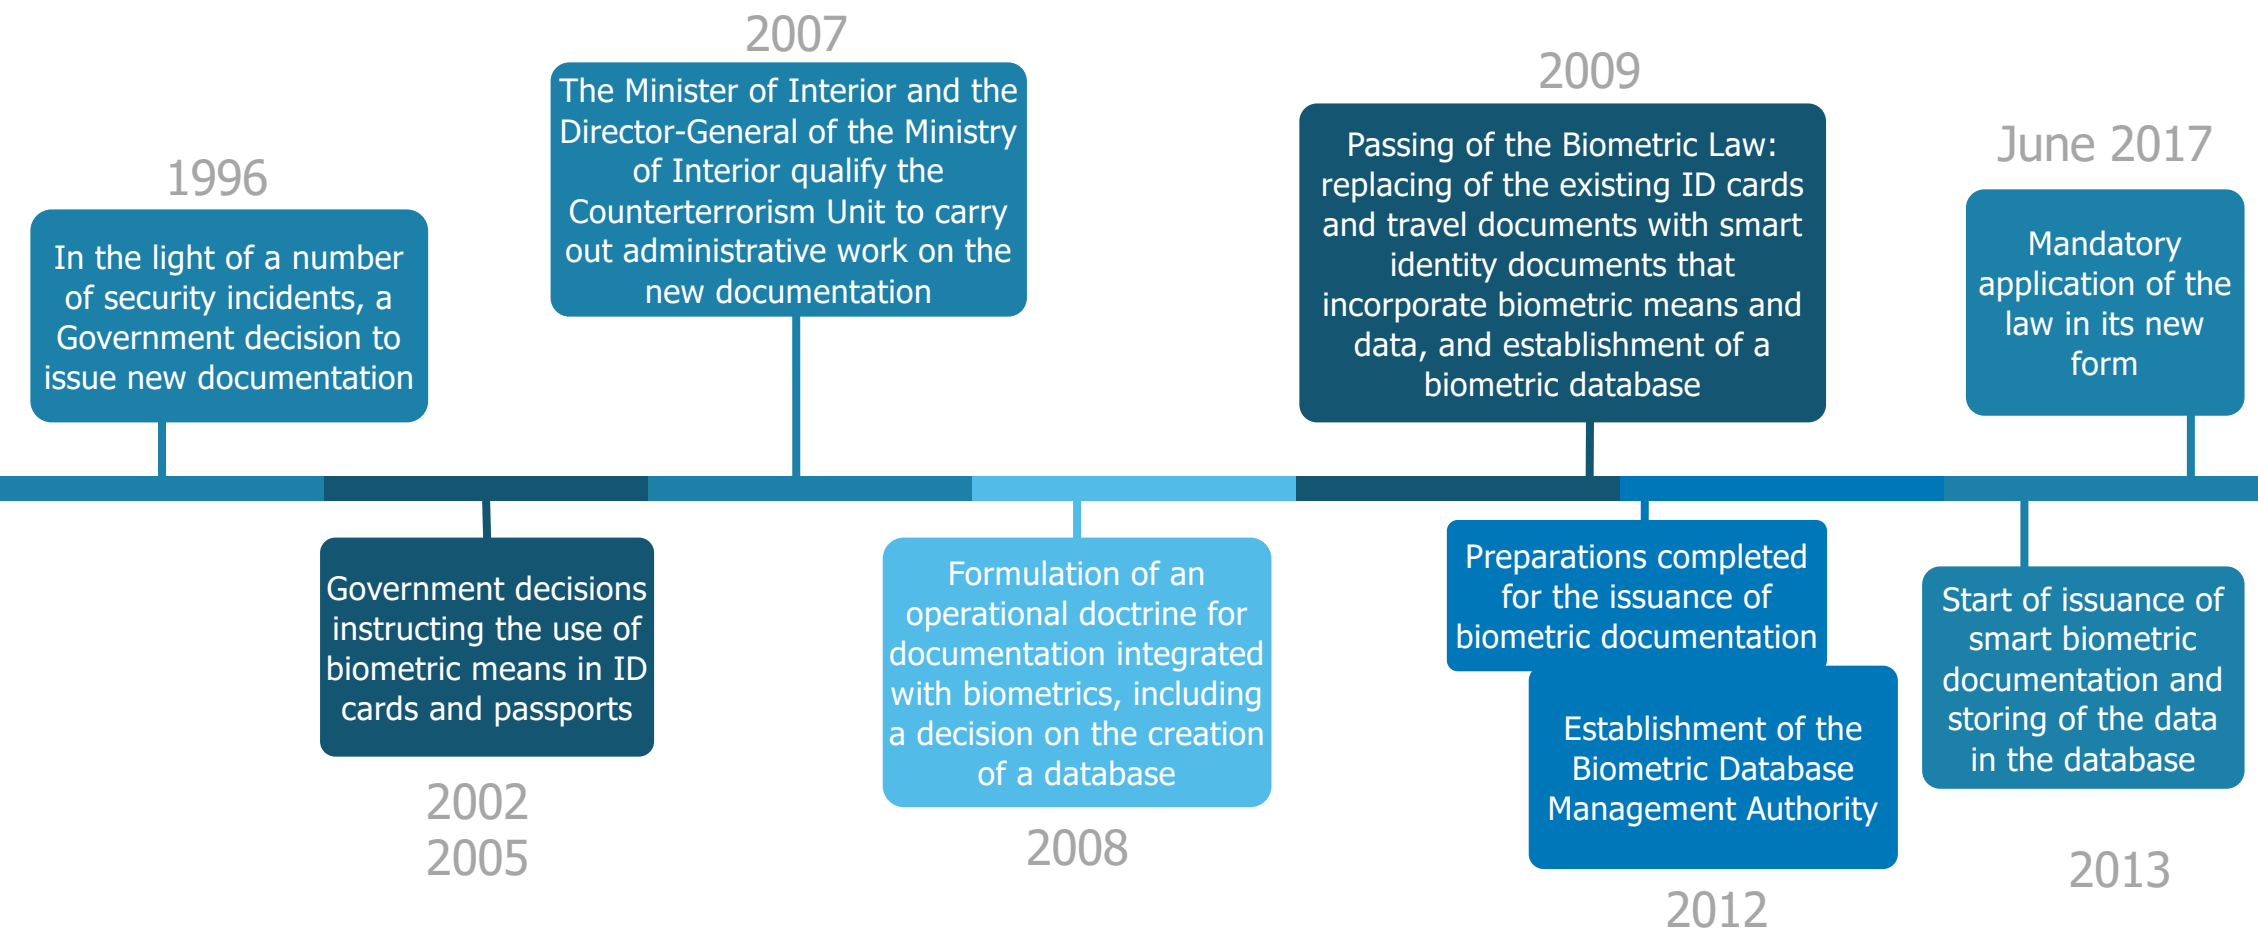 1996
In the light of a number
of security incidents, a
Government decision to
issue new documentation
Government decisions
instructing the use of
biometric means in ID
cards and passports
2002
2005
2007
The Minister of Interior and the
Director-General of the Ministry
of Interior qualify the
Counterterrorism Unit to carry
out administrative work on the
new documentation
Formulation of an
operational doctrine for
documentation integrated
with biometrics, including
a decision on the creation
of a database
2008
2009
Passing of the Biometric Law:
replacing of the existing ID cards
and travel documents with smart
identity documents that
incorporate biometric means and
data, and establishment of a
biometric database
Preparations completed
for the issuance of
biometric documentation
Establishment of the
Biometric Database
Management Authority
2012
Start of issuance of
smart biometric
documentation and
storing of the data
in the database
2013
June 2017
Mandatory
application of the
law in its new
form